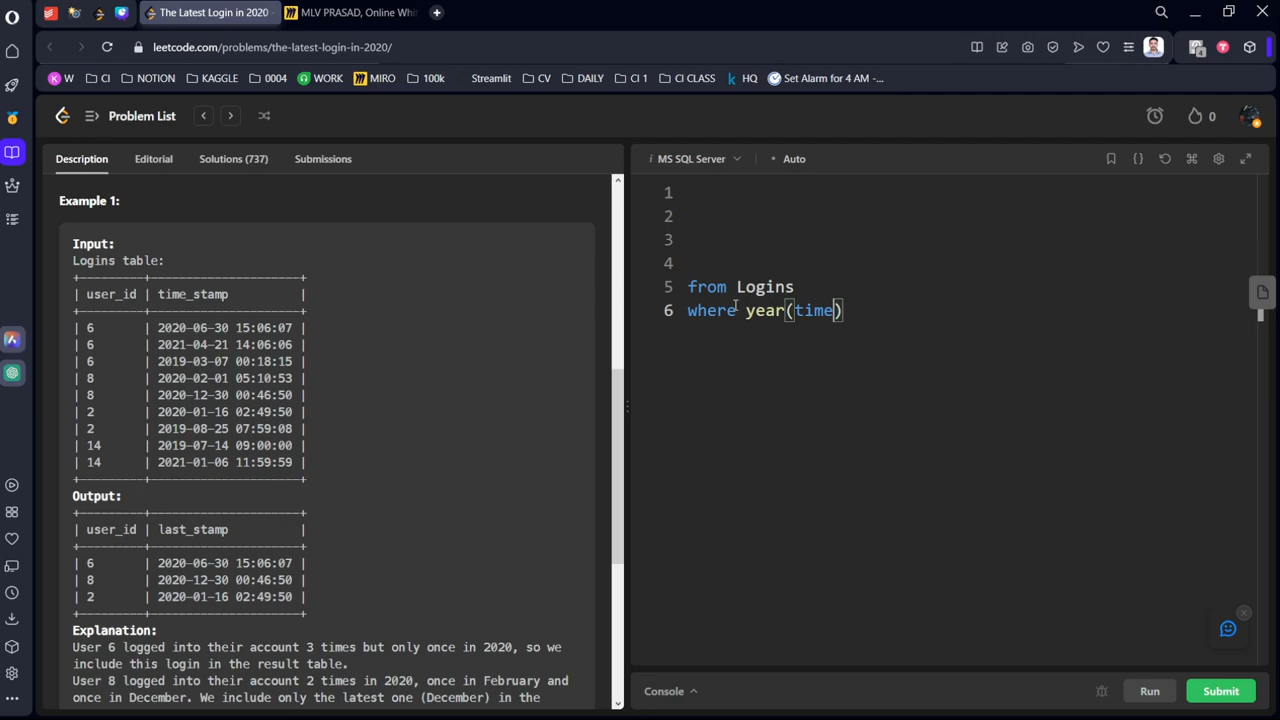 The Latest Login in 2020
MLV PRASAD, Online Whit
leetcode.com/problems/the-latest-login-in-2020/
K W
CI
NOTION
KAGGLE
0004
WORK
MIRO
100k
Streamlit
CV
DAILY
CI 1
CI CLASS
HQ
Set Alarm for 4 AM -...
Problem List
0
Description
Editorial
Solutions (737)
Submissions
i MS SQL Server
• Auto
Example 1:
Input:
Logins table:
+---------+---------------------+
| user_id | time_stamp |
+---------+---------------------+
| 6 | 2020-06-30 15:06:07 |
| 6 | 2021-04-21 14:06:06 |
| 6 | 2019-03-07 00:18:15 |
| 8 | 2020-02-01 05:10:53 |
| 8 | 2020-12-30 00:46:50 |
| 2 | 2020-01-16 02:49:50 |
| 2 | 2019-08-25 07:59:08 |
| 14 | 2019-07-14 09:00:00 |
| 14 | 2021-01-06 11:59:59 |
+---------+---------------------+
Output:
+---------+---------------------+
| user_id | last_stamp |
+---------+---------------------+
| 6 | 2020-06-30 15:06:07 |
| 8 | 2020-12-30 00:46:50 |
| 2 | 2020-01-16 02:49:50 |
+---------+---------------------+
Explanation:
User 6 logged into their account 3 times but only once in 2020, so we
include this login in the result table.
User 8 logged into their account 2 times in 2020, once in February and
once in December. We include only the latest one (December) in the
1
2
3
4
5 from Logins
6 where year(time)
Console
Run
Submit